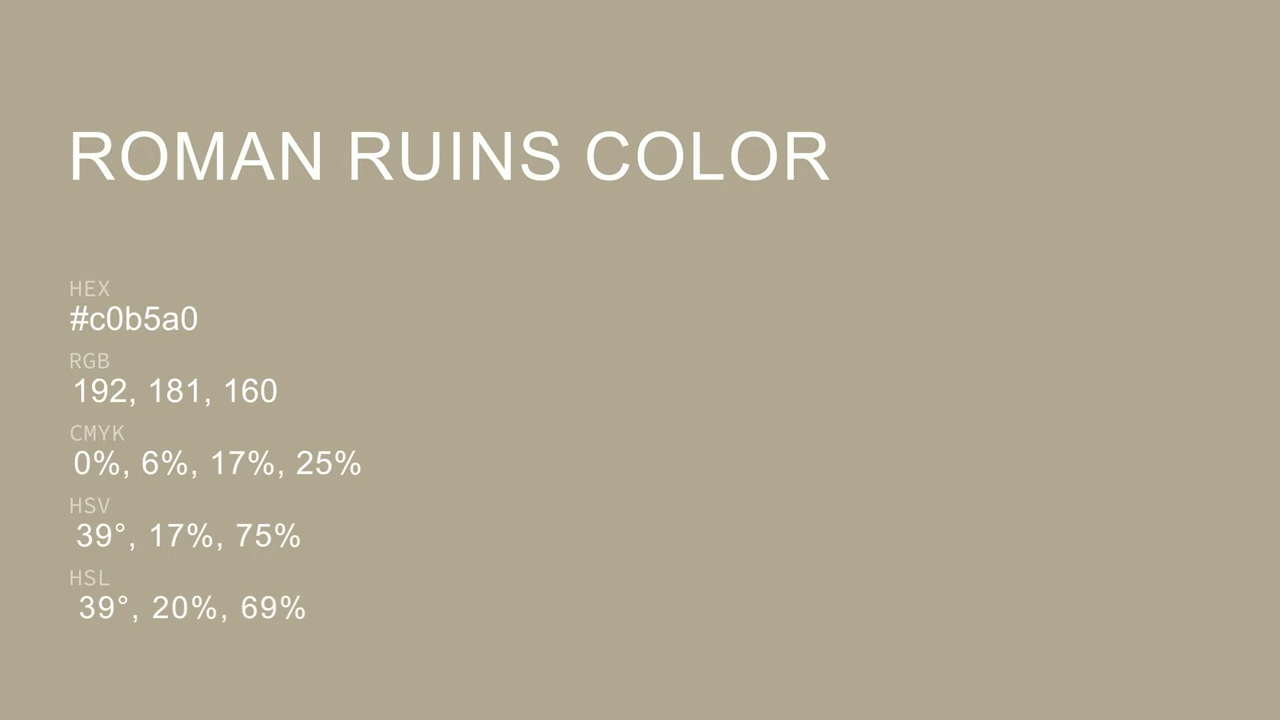 ROMAN RUINS COLOR
HEX
#c0b5a0
RGB
192, 181, 160
CMYK
0%, 6%, 17%, 25%
HSV
39°, 17%, 75%
HSL
39°, 20%, 69%